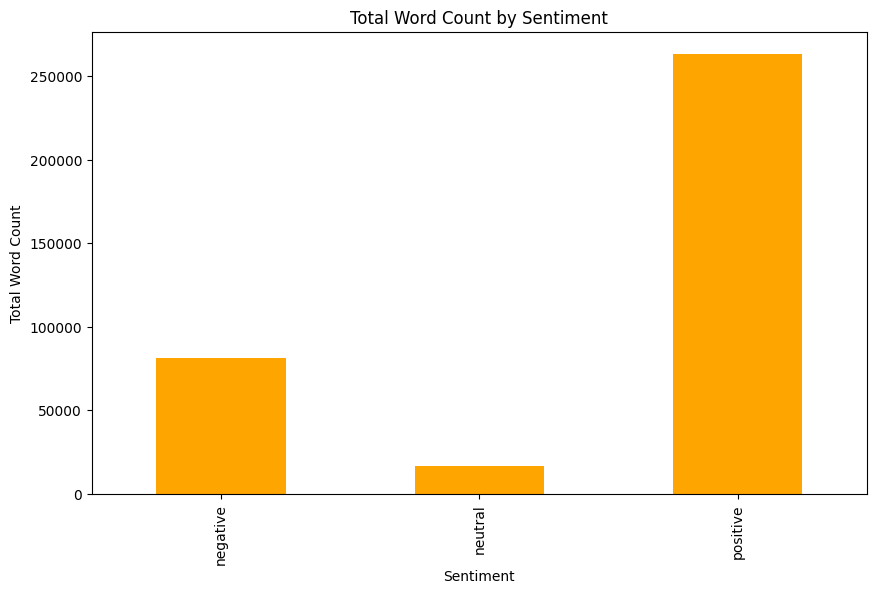 Total Word Count by Sentiment
Total Word Count
250000
200000
150000
100000
50000
0
negative
neutral
positive
Sentiment